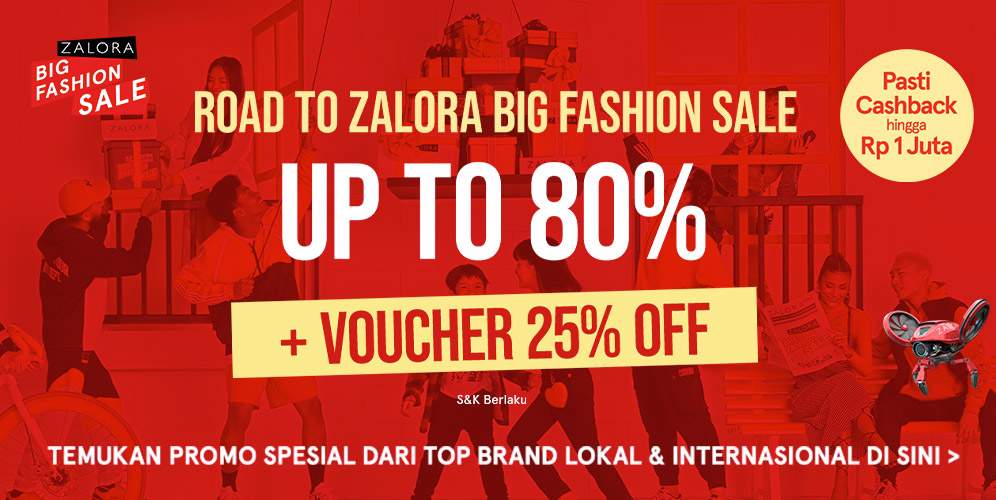 ZALORA
BIG
FASHION
SALE
ROAD TO ZALORA BIG FASHION SALE
UP TO 80%
+ VOUCHER 25% OFF
S&K Berlaku
Pasti
Cashback
hingga
Rp 1 Juta
TEMUKAN PROMO SPESIAL DARI TOP BRAND LOKAL & INTERNASIONAL DI SINI >
ZALORA